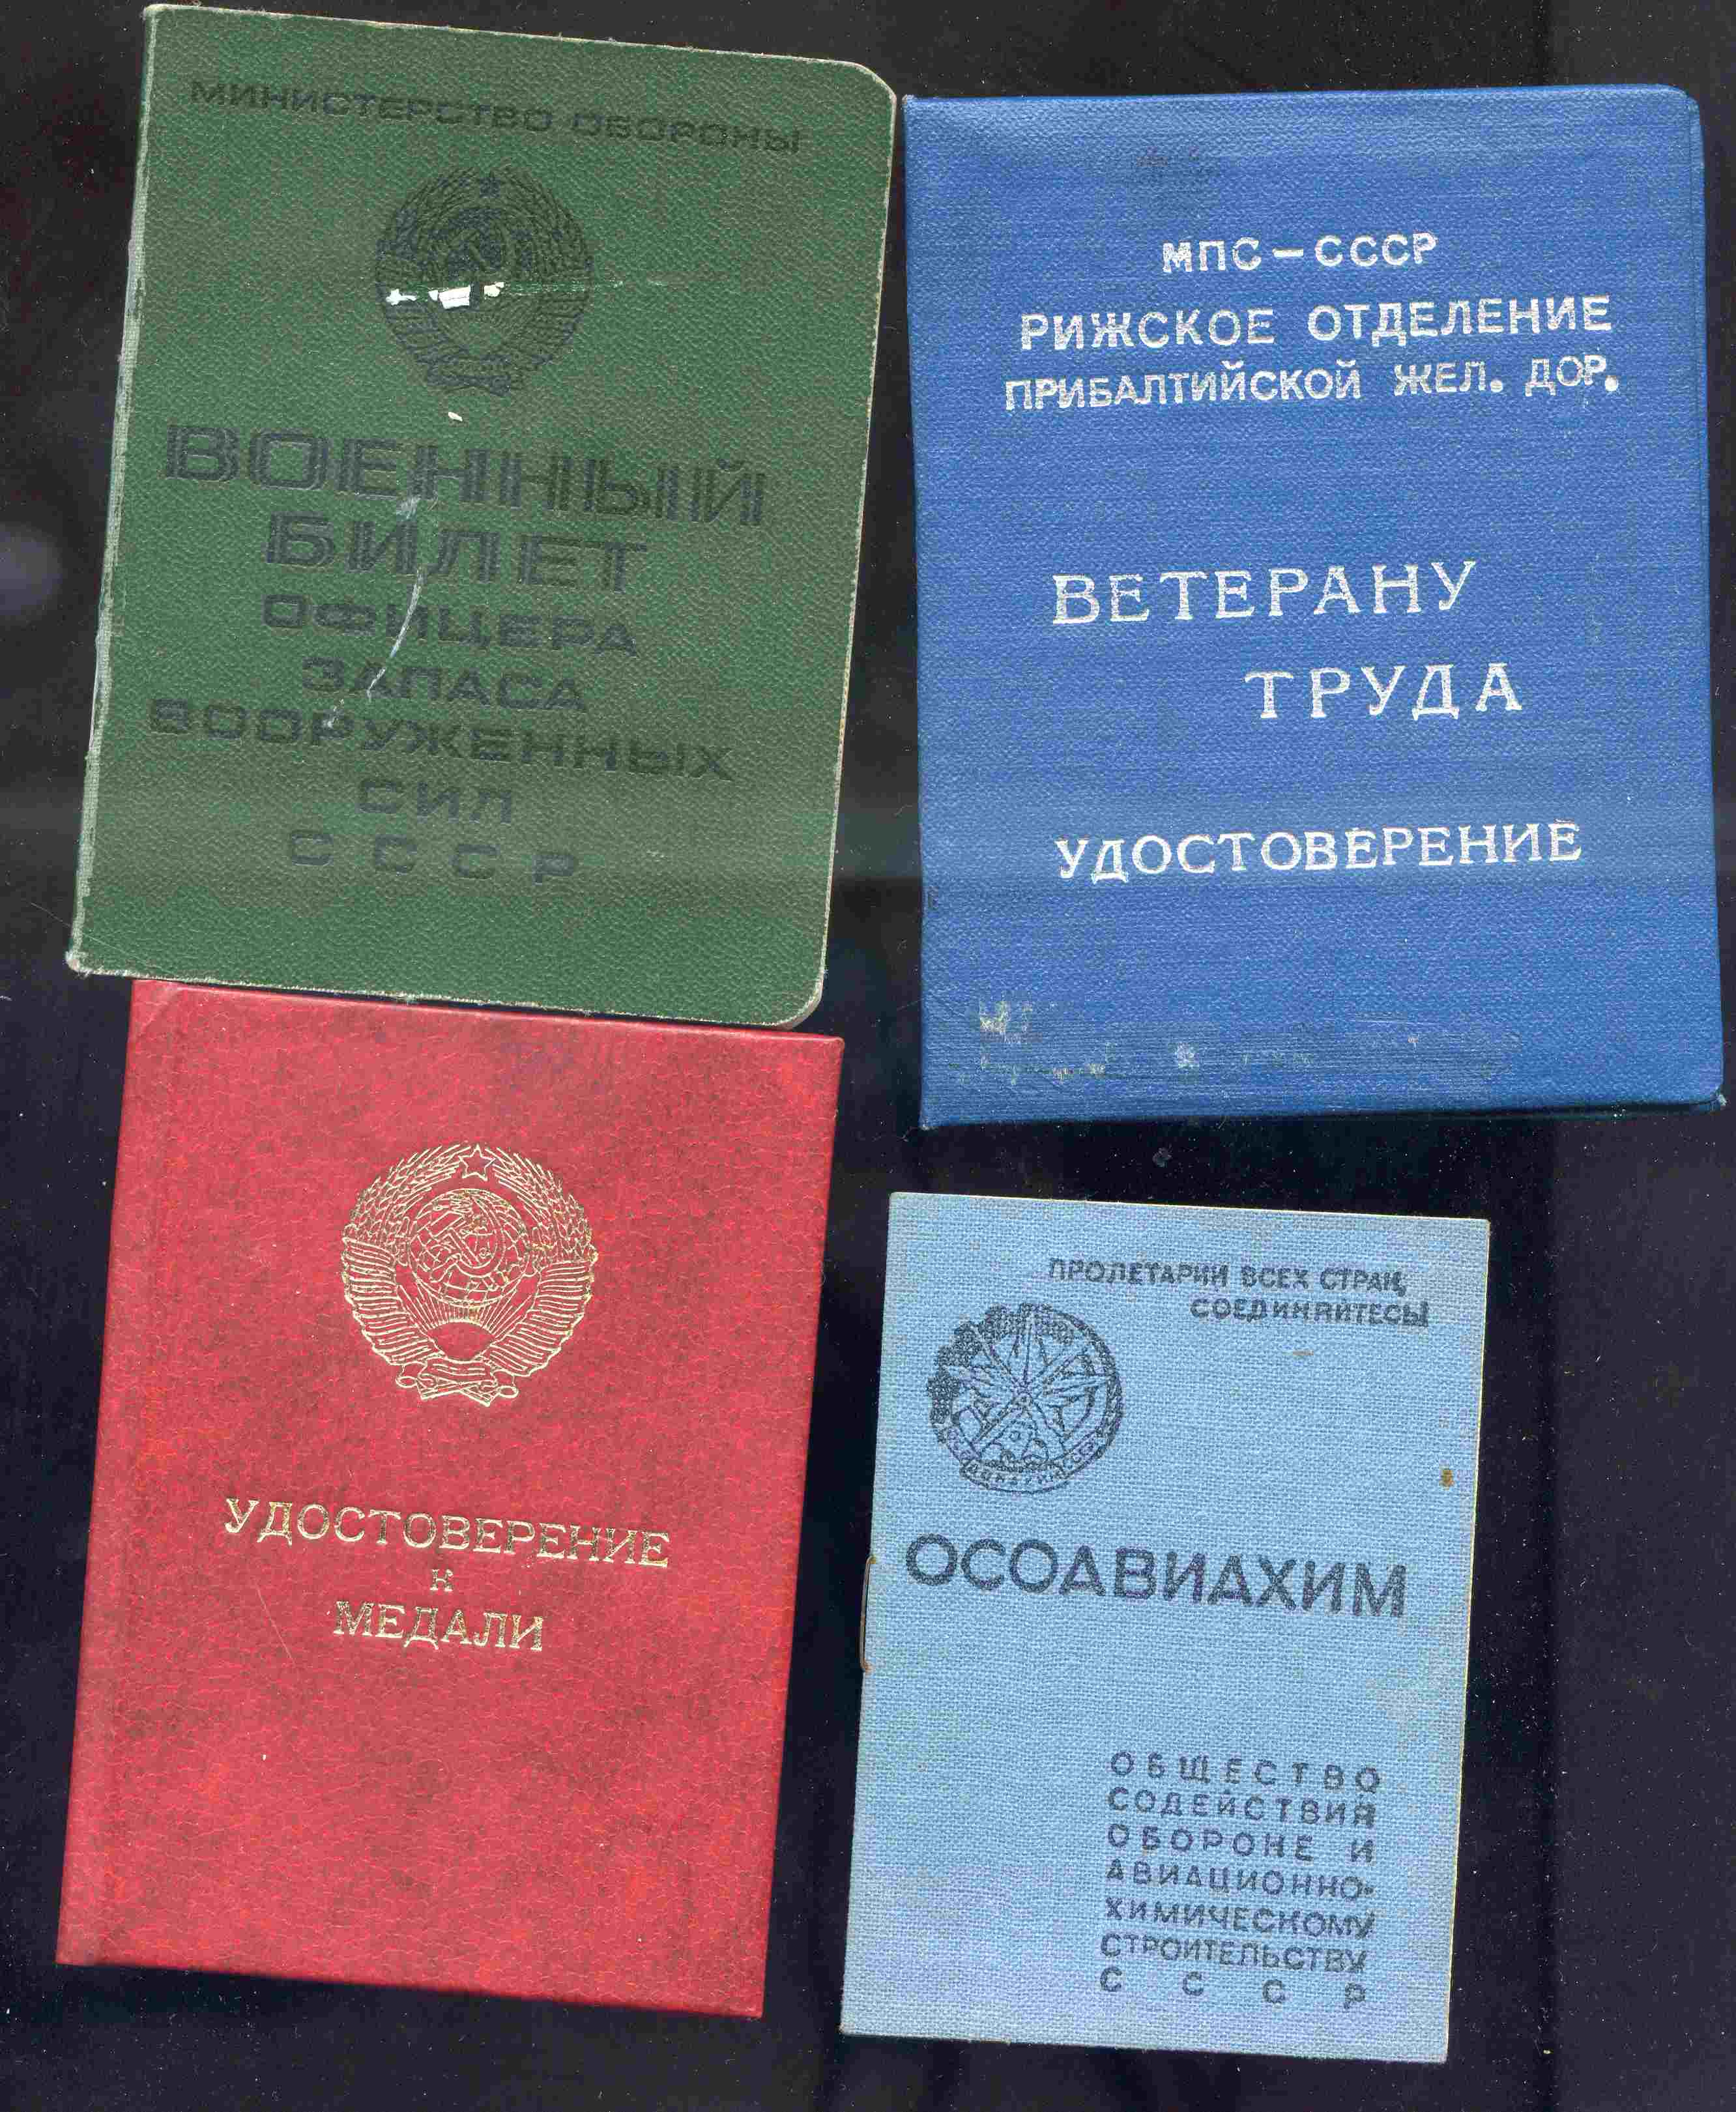 МИНИСТЕРСТВО ОБОРОНЫ
ВОЕННЫЙ
БИЛЕТ
ОФИЦЕРА
ЗАПАСА
ВООРУЖЕННЫХ
СИЛ
СССР
МПС – СССР
РИЖСКОЕ ОТДЕЛЕНИЕ
ПРИБАЛТИЙСКОЙ ЖЕЛ. ДОР.
ВЕТЕРАНУ
ТРУДА
УДОСТОВЕРЕНИЕ
УДОСТОВЕРЕНИЕ
К
МЕДАЛИ
ПРОЛЕТАРИИ ВСЕХ СТРАН,
СОЕДИНЯЙТЕСЬ!
ОСОАВИАХИМ
ОБЩЕСТВО
СОДЕЙСТВИЯ
ОБОРОНЕ И
АВИАЦИОННО-
ХИМИЧЕСКОМУ
СТРОИТЕЛЬСТВУ
СССР